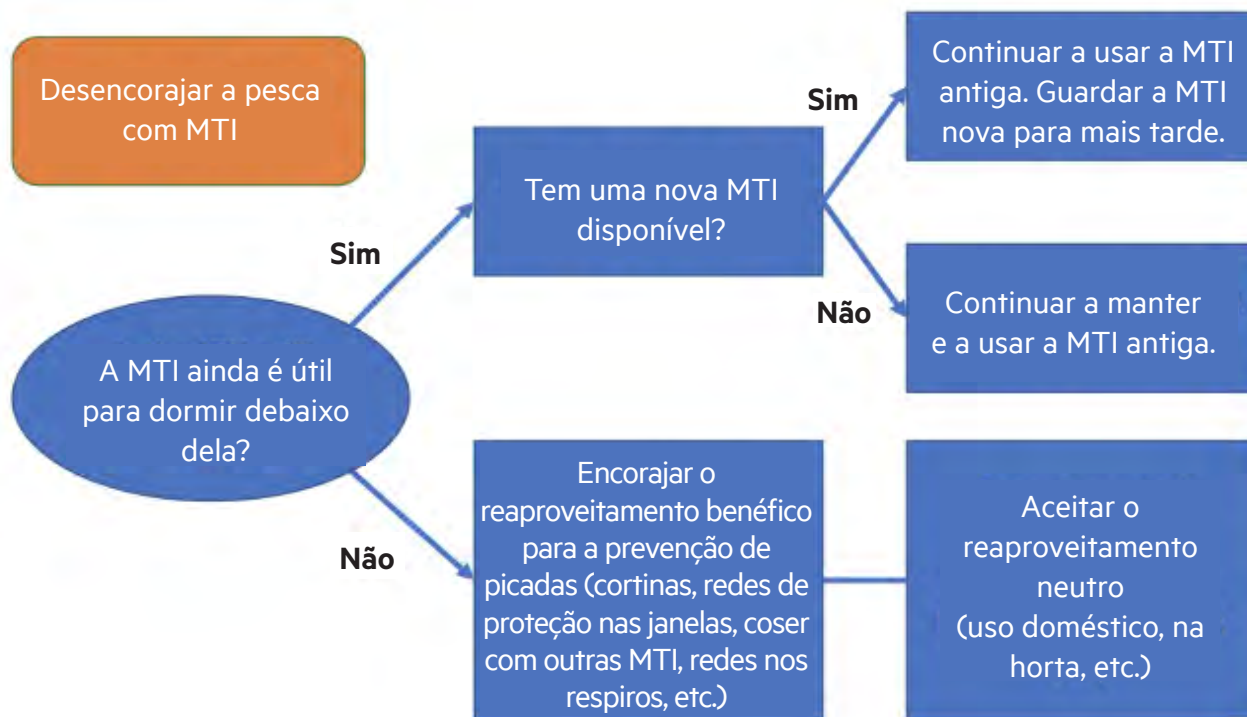 Desencorajar a pesca
com MTI
A MTI ainda é útil
para dormir debaixo
dela?
Sim
Tem uma nova MTI
disponível?
Sim
Continuar a usar a MTI
antiga. Guardar a MTI
nova para mais tarde.
Não
Continuar a manter
e a usar a MTI antiga.
Não
Encorajar o
reaproveitamento benéfico
para a prevenção de
picadas (cortinas, redes de
proteção nas janelas, coser
com outras MTI, redes nos
respiros, etc.)
Aceitar o
reaproveitamento
neutro
(uso doméstico, na
horta, etc.)